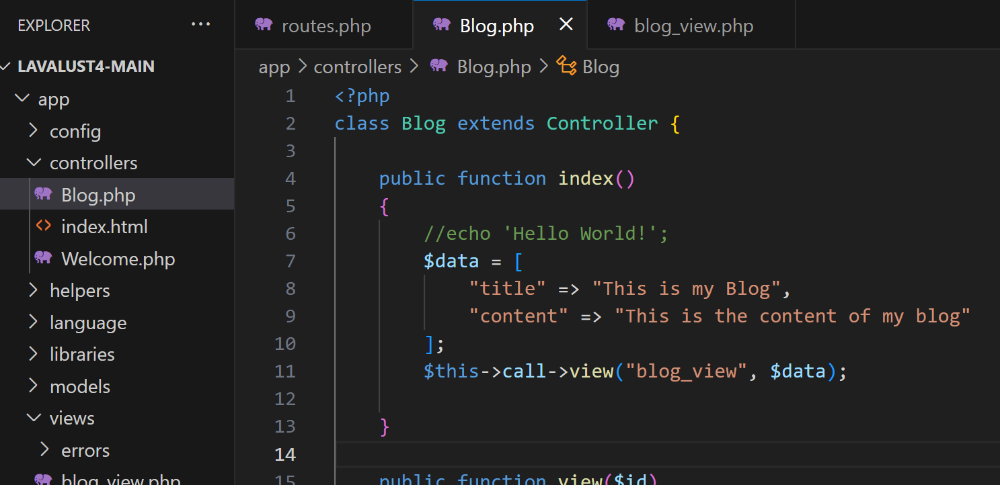 EXPLORER ...
LAVALUST4-MAIN
app
config
controllers
Blog.php
index.html
Welcome.php
helpers
language
libraries
models
views
errors
blog_view.php
routes.php Blog.php blog_view.php
app > controllers > Blog.php > Blog
1 <?php
2 class Blog extends Controller {
3
4 public function index()
5 {
6 //echo 'Hello World!';
7 $data = [
8 "title" => "This is my Blog",
9 "content" => "This is the content of my blog"
10 ];
11 $this->call->view("blog_view", $data);
12
13 }
14
15 public function view($id)